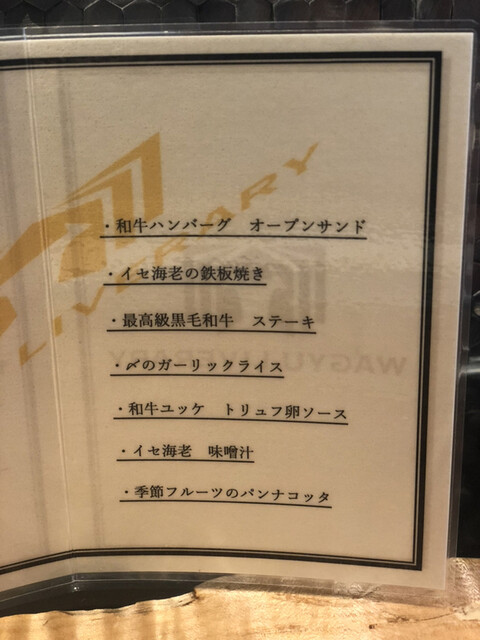 ・和牛ハンバーグ　オープンサンド
・イセ海老の鉄板焼き
・最高級黒毛和牛　ステーキ
・〆のガーリックライス
・和牛ユッケ　トリュフ卵ソース
・イセ海老　味噌汁
・季節フルーツのパンナコッタ